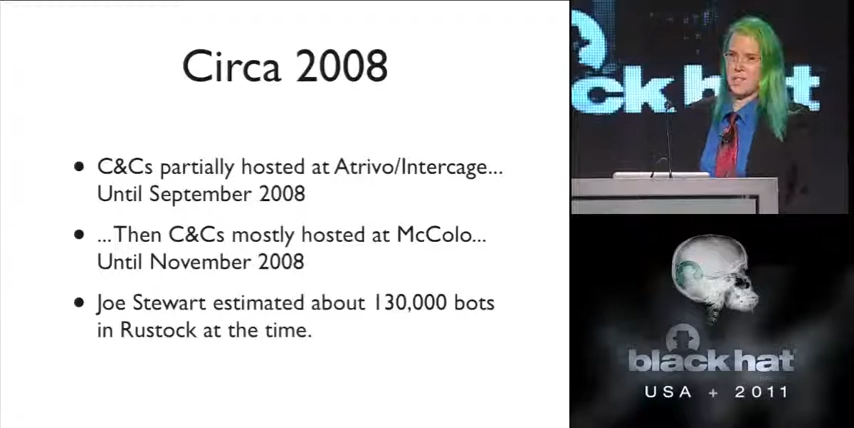 Circa 2008
• C&Cs partially hosted at Atrivo/Intercage...
Until September 2008
• ...Then C&Cs mostly hosted at McColo...
Until November 2008
• Joe Stewart estimated about 130,000 bots
in Rustock at the time.
ck h t
black hat
USA + 2011